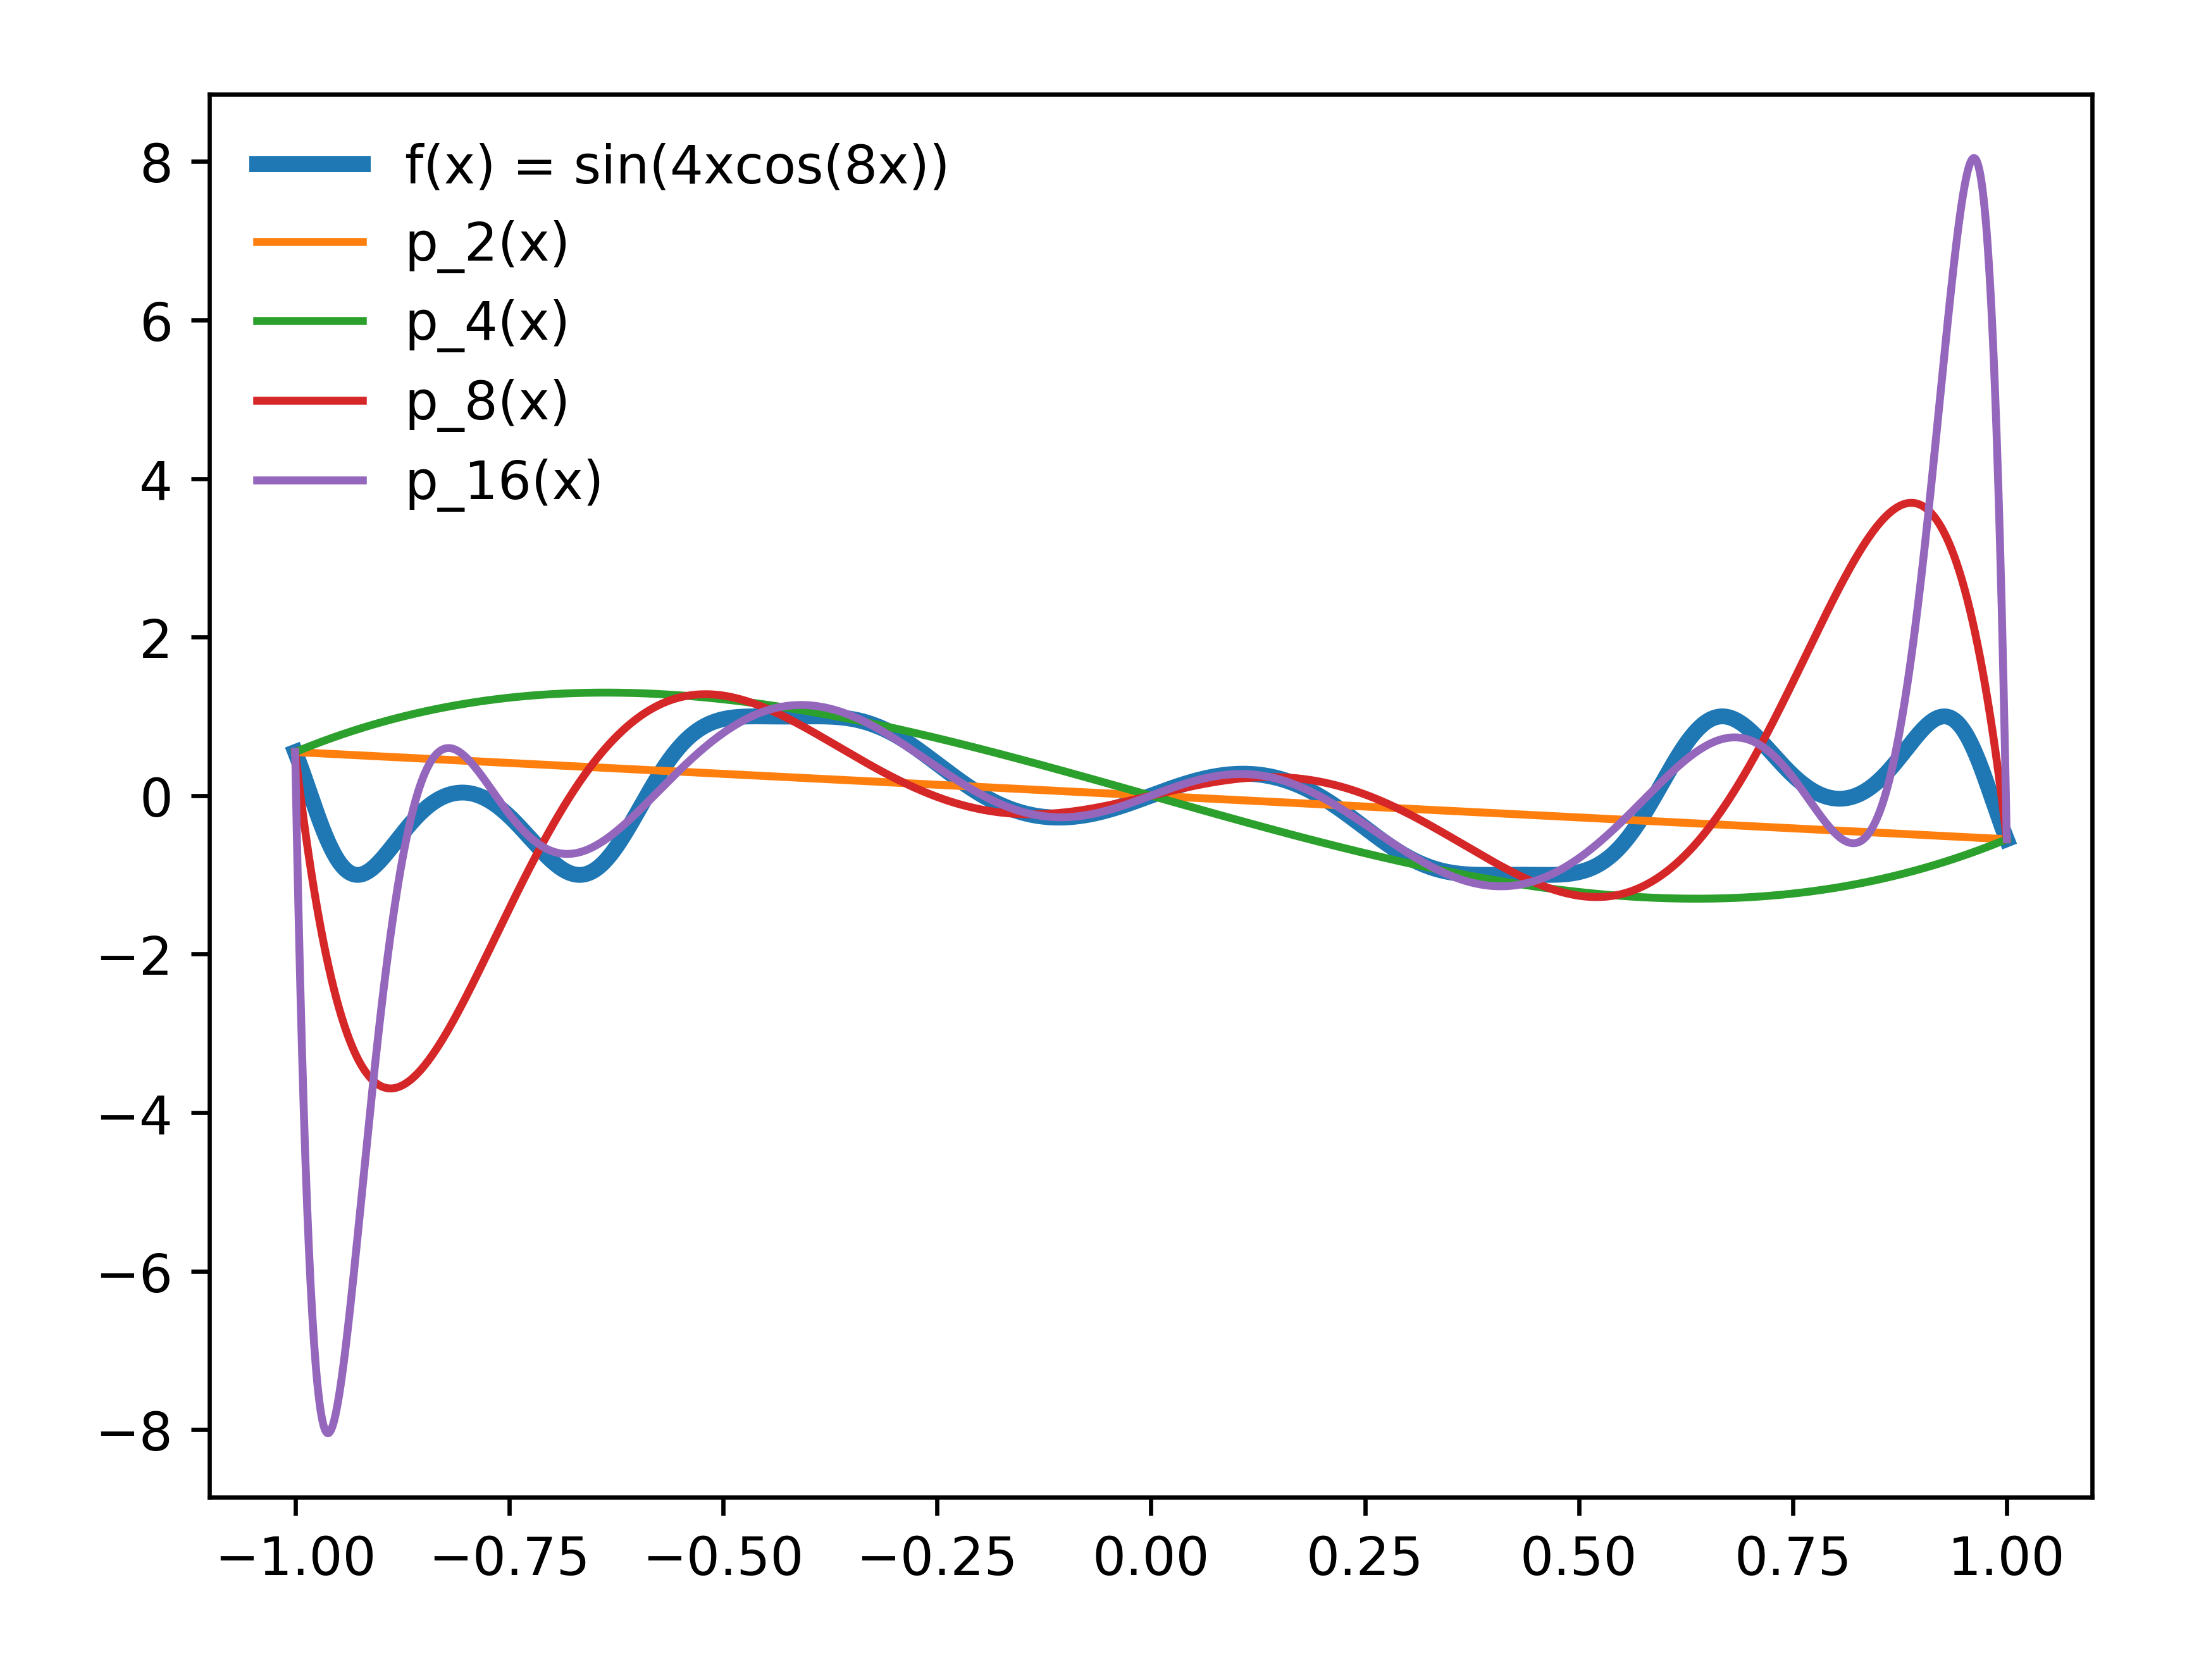 8
6
4
2
0
−2
−4
−6
−8
f(x) = sin(4xcos(8x))
p_2(x)
p_4(x)
p_8(x)
p_16(x)
−1.00 −0.75 −0.50 −0.25 0.00 0.25 0.50 0.75 1.00